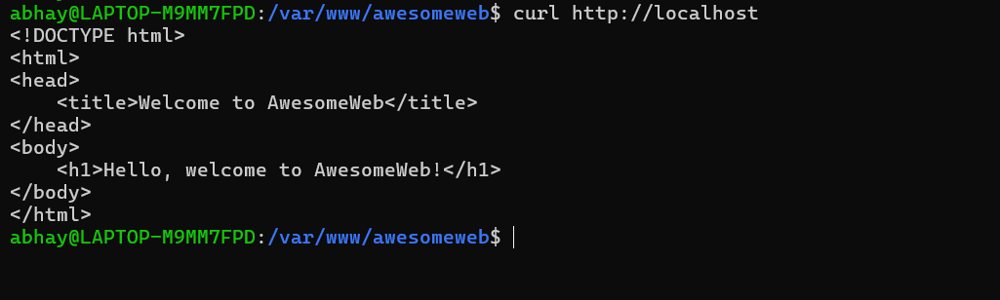 abhay@LAPTOP-M9MM7FPD:/var/www/awesomeweb$ curl http://localhost
<!DOCTYPE html>
<html>
<head>
    <title>Welcome to AwesomeWeb</title>
</head>
<body>
    <h1>Hello, welcome to AwesomeWeb!</h1>
</body>
</html>
abhay@LAPTOP-M9MM7FPD:/var/www/awesomeweb$